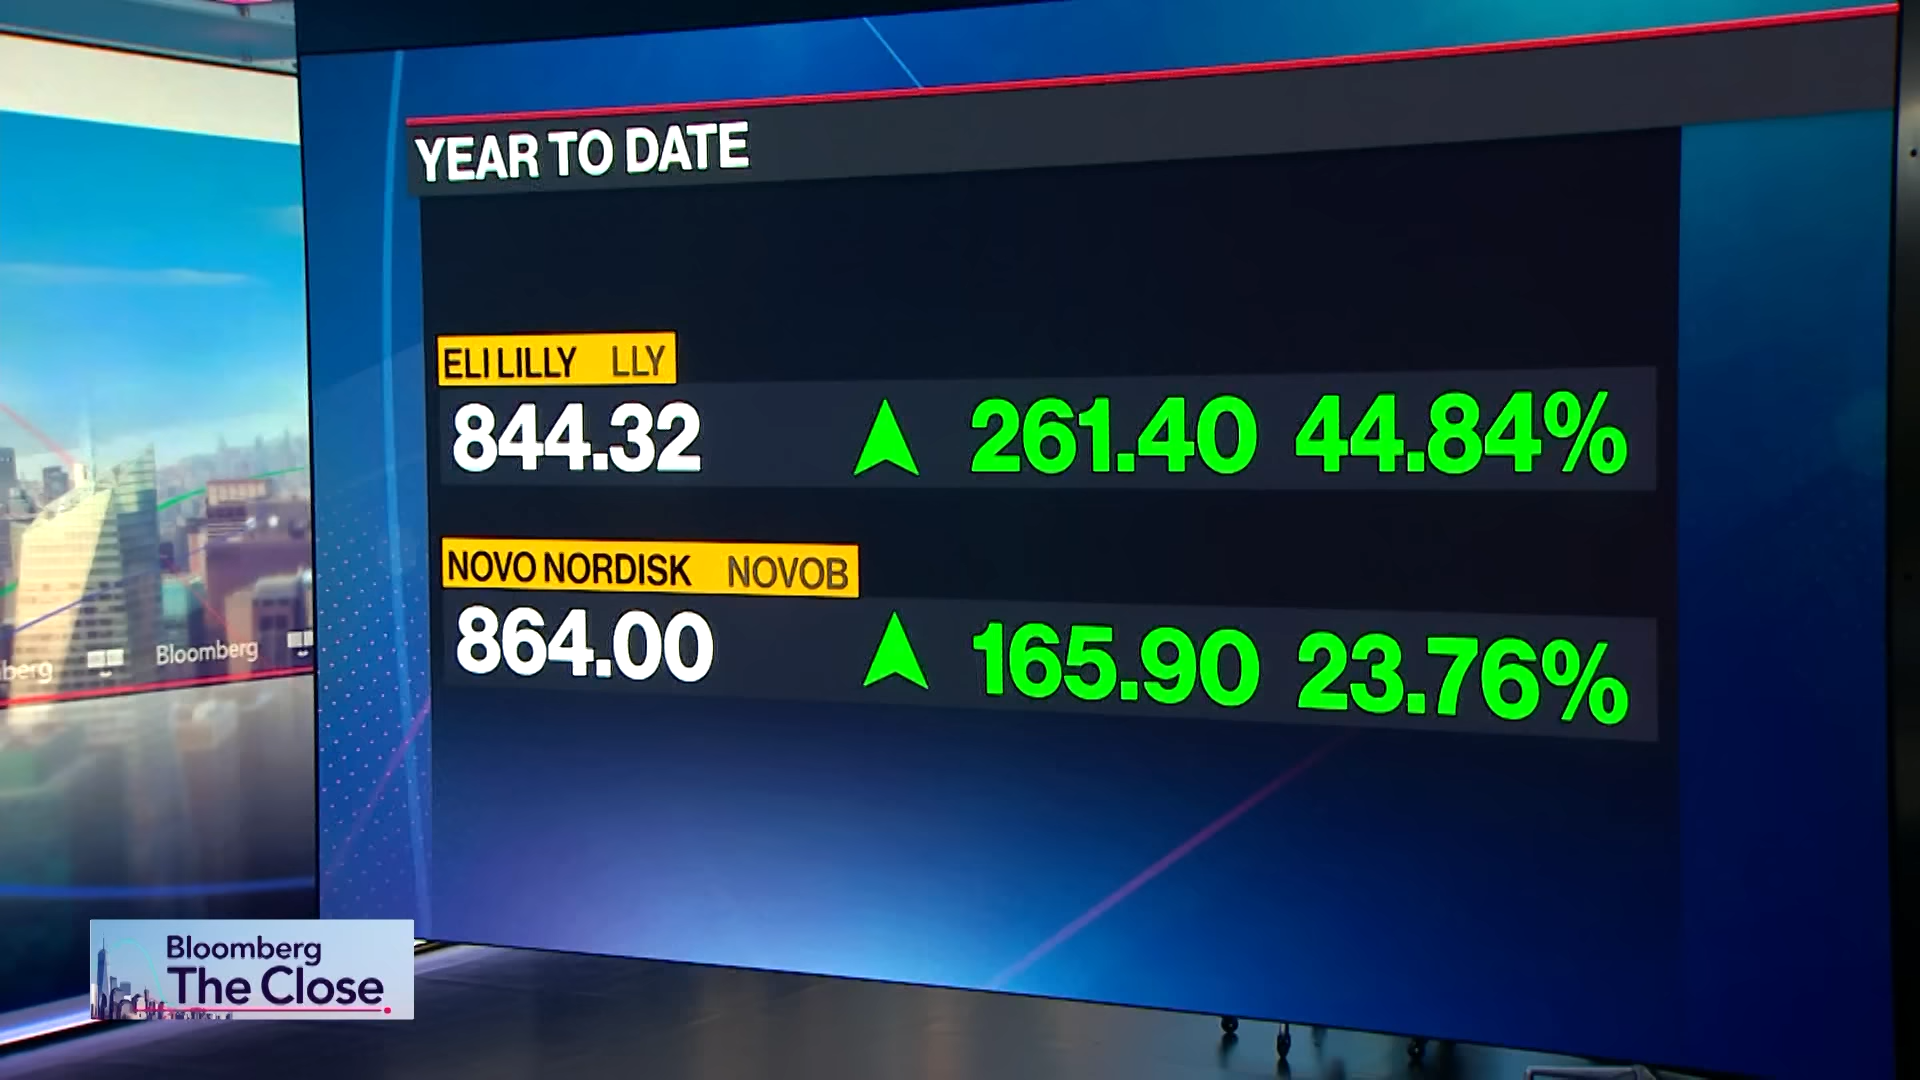 YEAR TO DATE
ELI LILLY LLY
844.32 261.40 44.84%
NOVO NORDISK NOVOB
864.00 165.90 23.76%
berg Bloomberg
Bloomberg
The Close